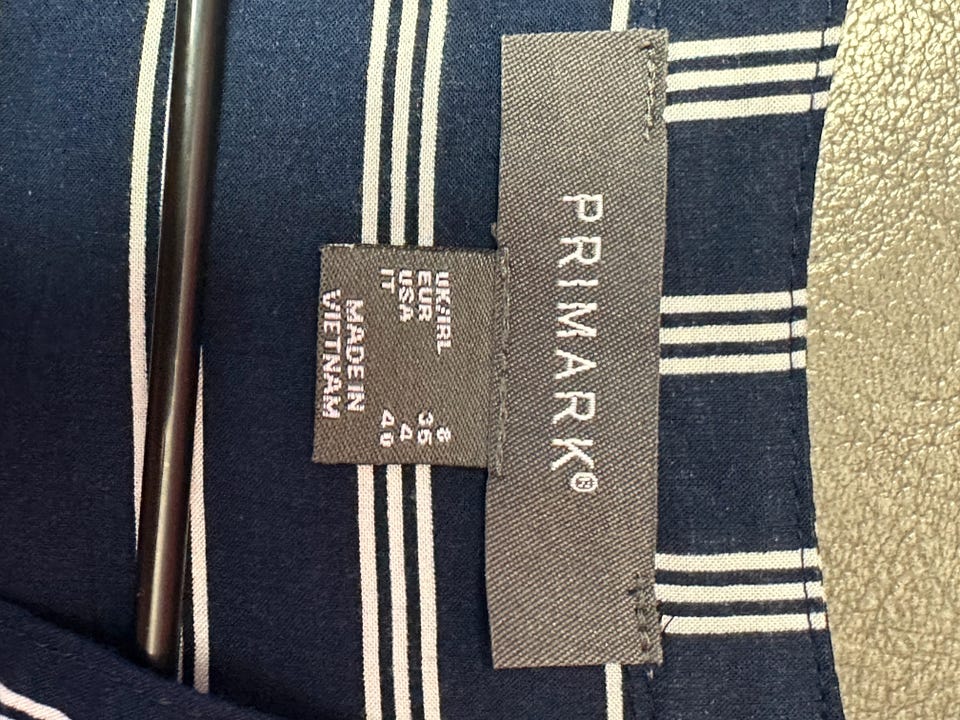 PRIMARK®
UK/IRL 8
EUR 36
USA 4
IT 40
MADE IN
VIETNAM